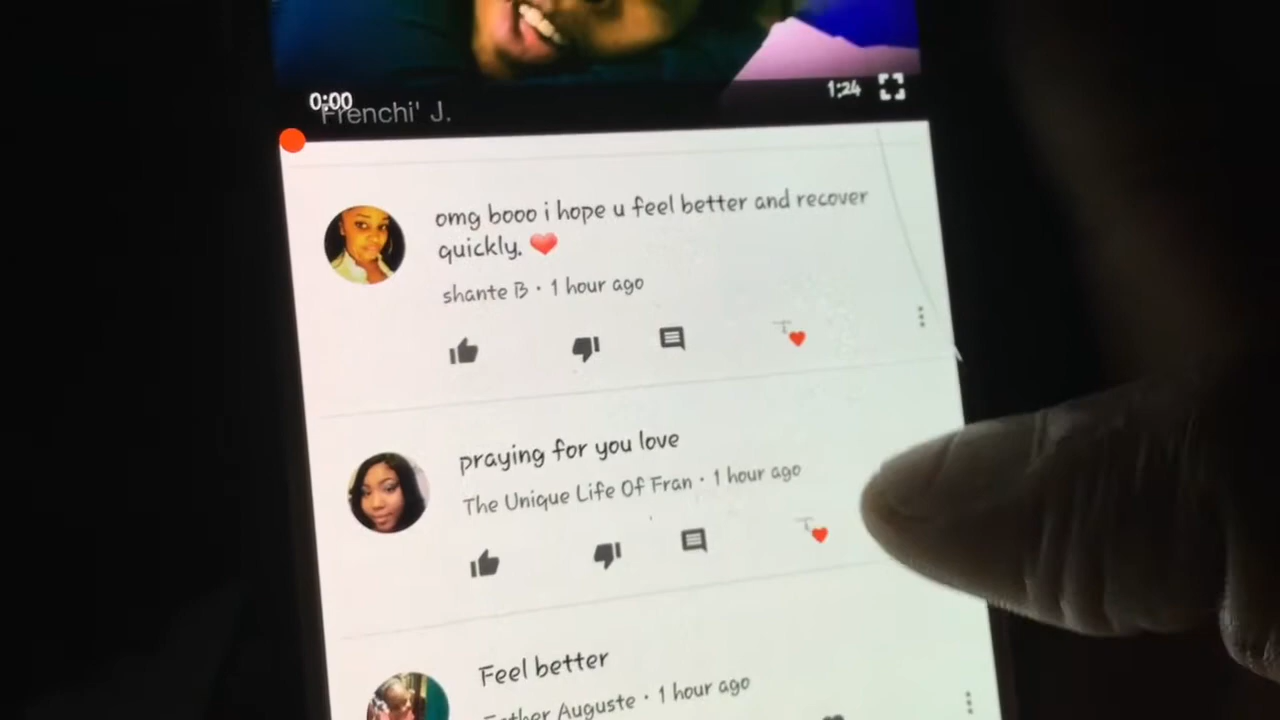 0:00
Frenchi' J.
1:24
omg booo i hope u feel better and recover
quickly. ❤️
shante B · 1 hour ago
praying for you love
The Unique Life Of Fran · 1 hour ago
Feel better
Auguste · 1 hour ago